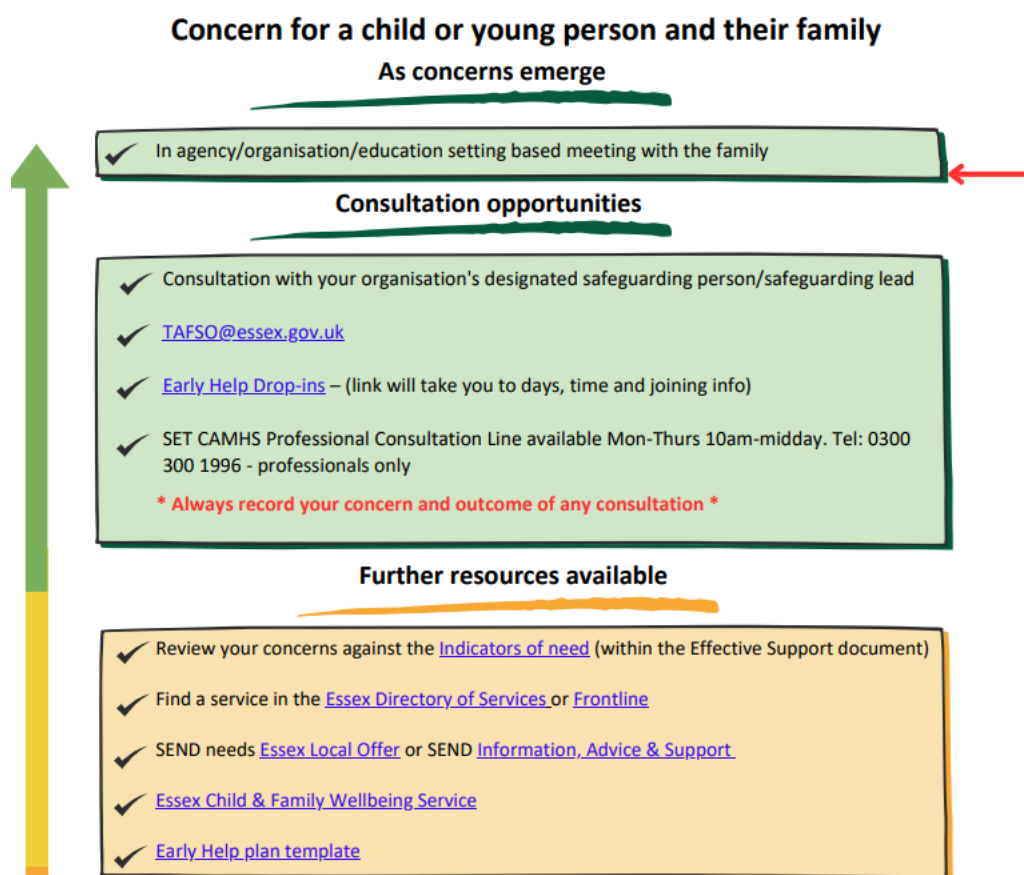 Concern for a child or young person and their family
As concerns emerge
In agency/organisation/education setting based meeting with the family
Consultation opportunities
Consultation with your organisation's designated safeguarding person/safeguarding lead
TAFSO@essex.gov.uk
Early Help Drop-ins – (link will take you to days, time and joining info)
SET CAMHS Professional Consultation Line available Mon-Thurs 10am-midday. Tel: 0300
300 1996 - professionals only
* Always record your concern and outcome of any consultation *
Further resources available
Review your concerns against the Indicators of need (within the Effective Support document)
Find a service in the Essex Directory of Services or Frontline
SEND needs Essex Local Offer or SEND Information, Advice & Support
Essex Child & Family Wellbeing Service
Early Help plan template